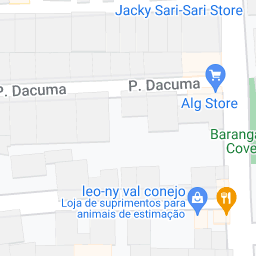 Jacky Sari-Sari Store
P. Dacuma
P. Dacuma
Alg Store
Barang
Cove
leo-ny val conejo
Loja de suprimentos para
animais de estimação